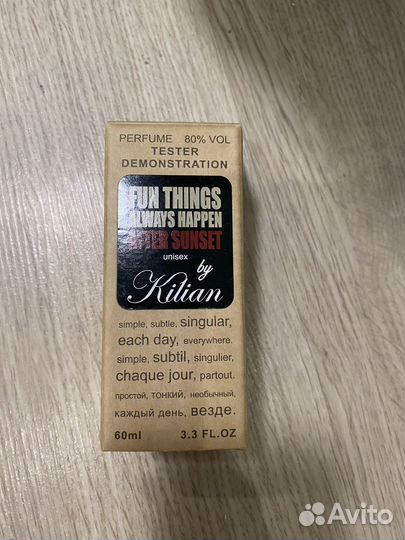 PERFUME 80% VOL
TESTER
DEMONSTRATION
FUN THINGS
ALWAYS HAPPEN
AFTER SUNSET
unisex
by
Kilian
simple, subtle, singular,
each day, everywhere.
simple, subtil, singulier,
chaque jour, partout.
простой, тонкий, необычный,
каждый день, везде.
60ml 3.3 FL.OZ
Avito